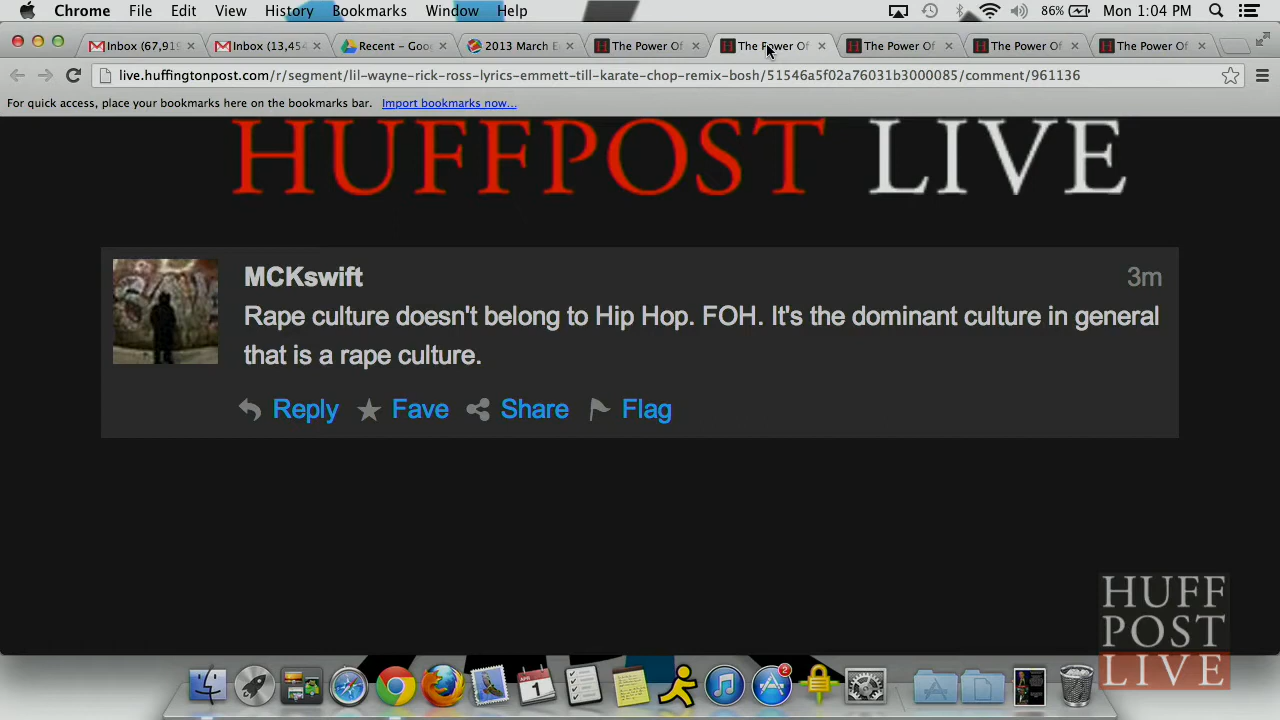 Chrome File Edit View History Bookmarks Window Help 86% Mon 1:04 PM
Inbox (67,919 Inbox (13,454 Recent – Goo 2013 March E The Power Of The Power Of The Power Of The Power Of The Power Of
live.huffingtonpost.com/r/segment/lil-wayne-rick-ross-lyrics-emmett-till-karate-chop-remix-bosh/51546a5f02a76031b3000085/comment/961136
For quick access, place your bookmarks here on the bookmarks bar. Import bookmarks now...
HUFFPOST LIVE
MCKswift 3m
Rape culture doesn't belong to Hip Hop. FOH. It's the dominant culture in general
that is a rape culture.
Reply Fave Share Flag
HUFF
POST
LIVE
APR
1
2